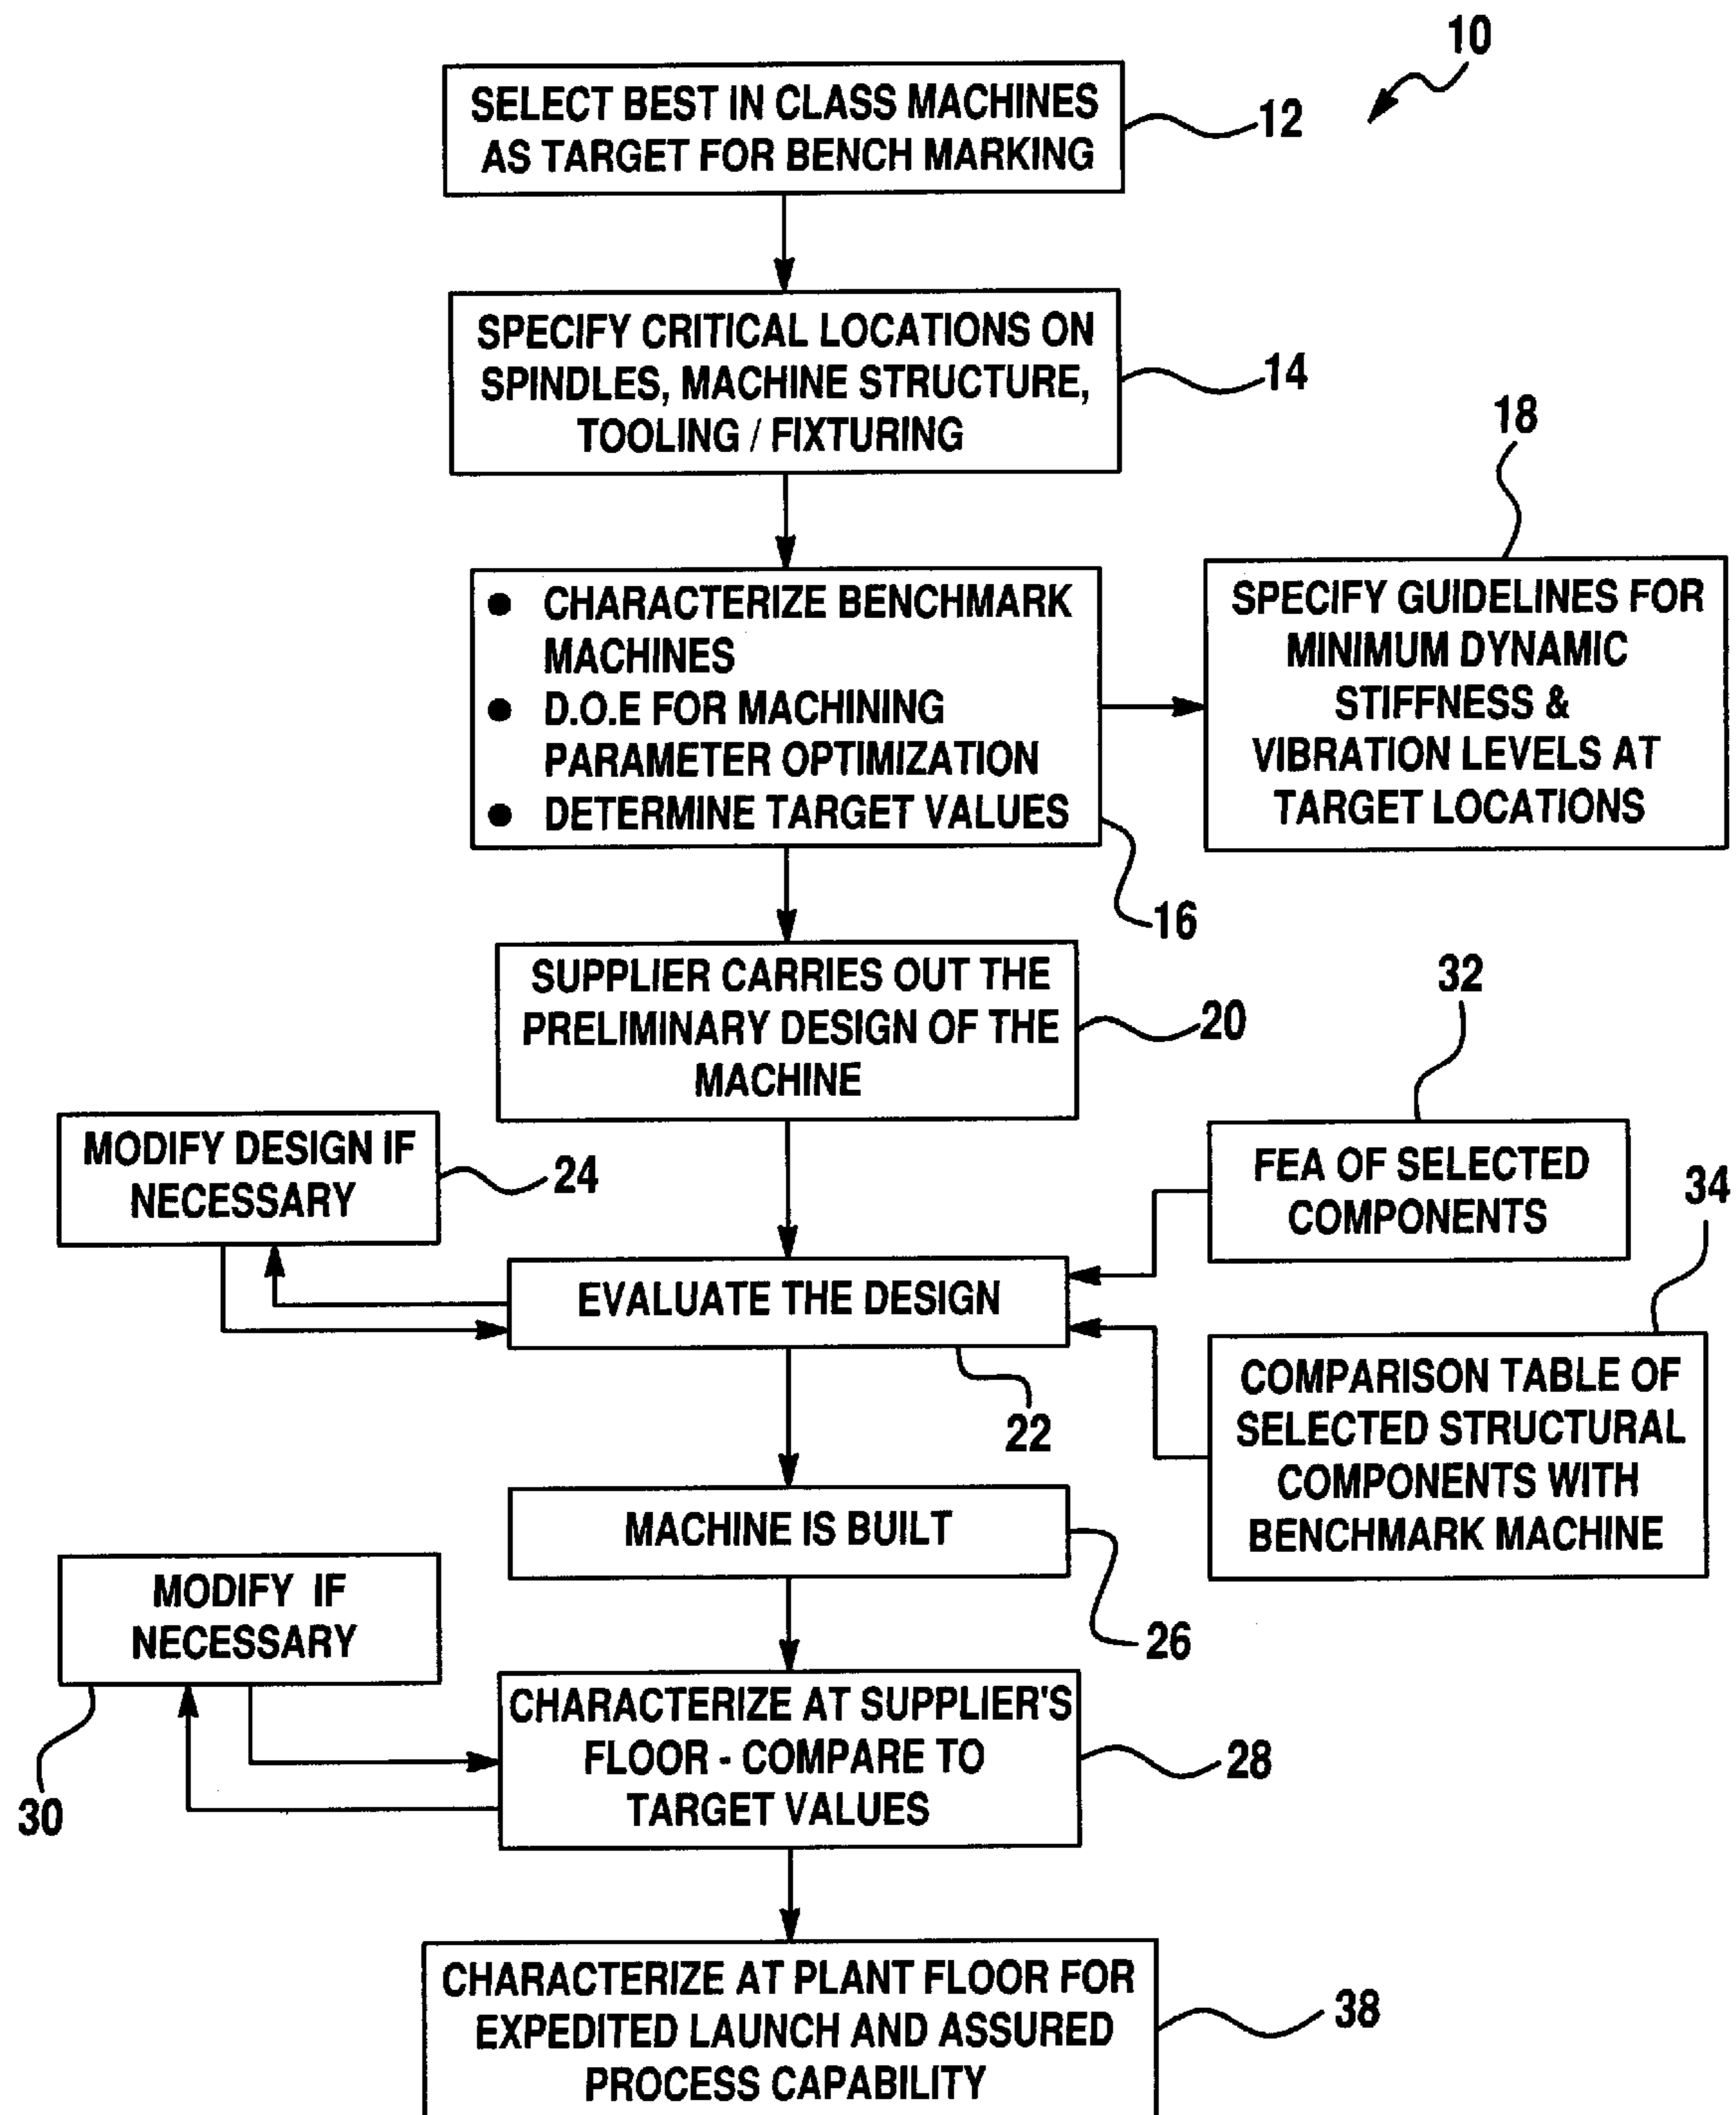 10
SELECT BEST IN CLASS MACHINES
AS TARGET FOR BENCH MARKING
12
SPECIFY CRITICAL LOCATIONS ON
SPINDLES, MACHINE STRUCTURE,
TOOLING / FIXTURING
14
18
● CHARACTERIZE BENCHMARK
MACHINES
● D.O.E FOR MACHINING
PARAMETER OPTIMIZATION
● DETERMINE TARGET VALUES
16
SPECIFY GUIDELINES FOR
MINIMUM DYNAMIC
STIFFNESS &
VIBRATION LEVELS AT
TARGET LOCATIONS
SUPPLIER CARRIES OUT THE
PRELIMINARY DESIGN OF THE
MACHINE
20
32
MODIFY DESIGN IF
NECESSARY
24
FEA OF SELECTED
COMPONENTS
34
EVALUATE THE DESIGN
22
COMPARISON TABLE OF
SELECTED STRUCTURAL
COMPONENTS WITH
BENCHMARK MACHINE
MACHINE IS BUILT
26
MODIFY IF
NECESSARY
30
CHARACTERIZE AT SUPPLIER'S
FLOOR - COMPARE TO
TARGET VALUES
28
CHARACTERIZE AT PLANT FLOOR FOR
EXPEDITED LAUNCH AND ASSURED
PROCESS CAPABILITY
38